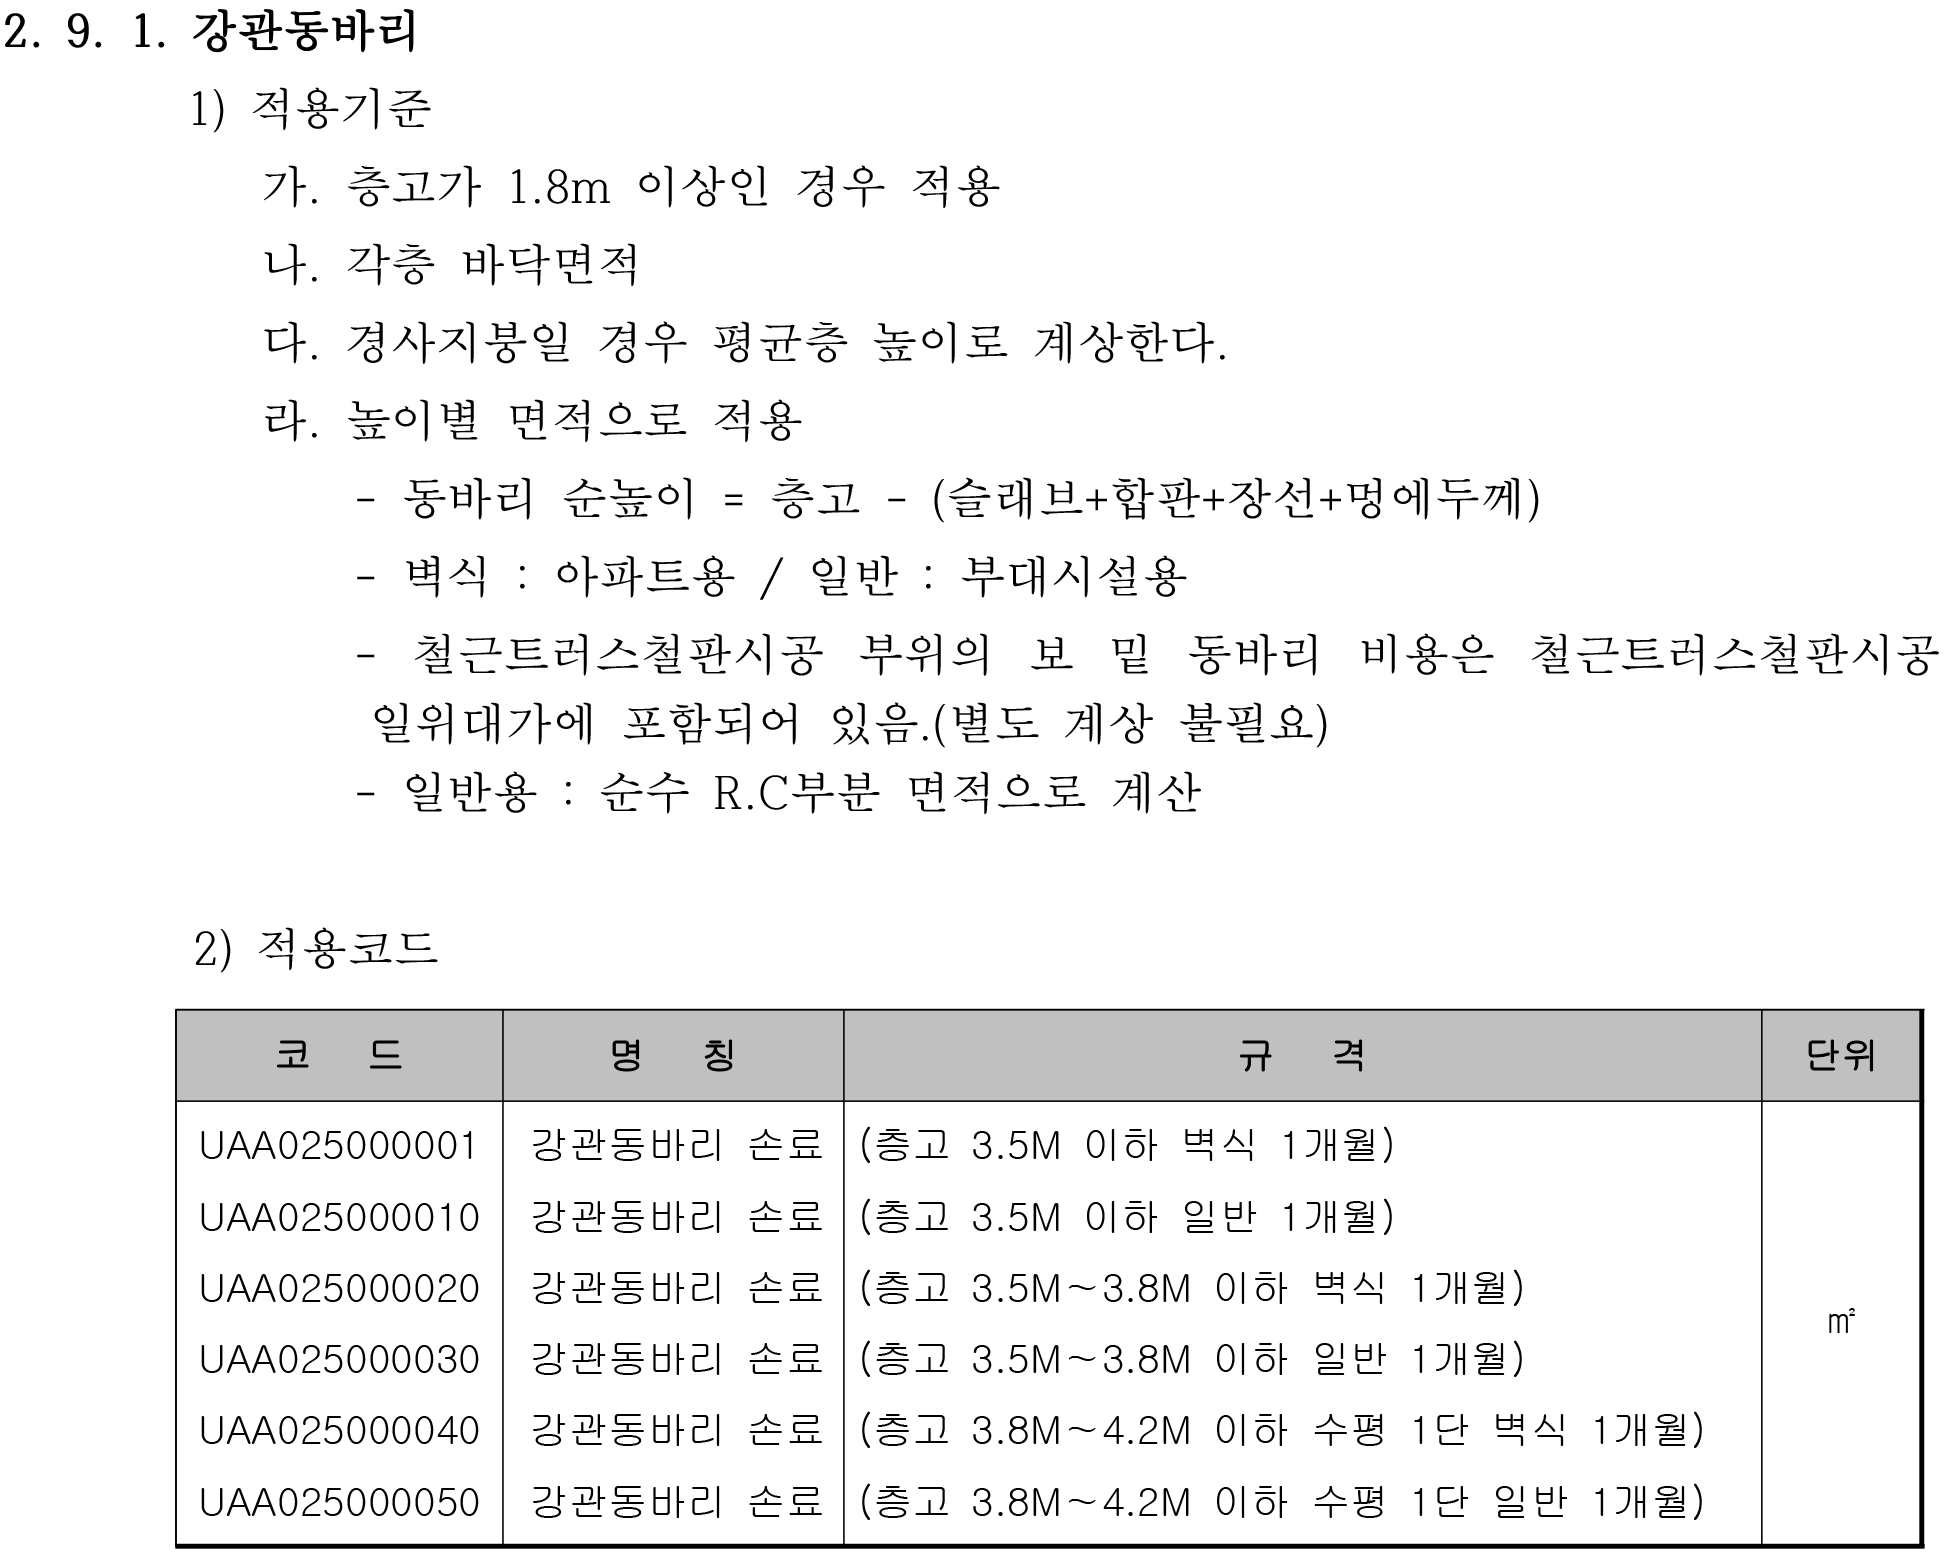 2. 9. 1. 강관동바리
1) 적용기준
가. 층고가 1.8m 이상인 경우 적용
나. 각층 바닥면적
다. 경사지붕일 경우 평균층 높이로 계상한다.
라. 높이별 면적으로 적용
- 동바리 순높이 = 층고 - (슬래브+합판+장선+멍에두께)
- 벽식 : 아파트용 / 일반 : 부대시설용
- 철근트러스철판시공 부위의 보 밑 동바리 비용은 철근트러스철판시공
일위대가에 포함되어 있음.(별도 계상 불필요)
- 일반용 : 순수 R.C부분 면적으로 계산
2) 적용코드
코 드 명 칭 규 격 단위
UAA025000001 강관동바리 손료 (층고 3.5M 이하 벽식 1개월)
UAA025000010 강관동바리 손료 (층고 3.5M 이하 일반 1개월)
UAA025000020 강관동바리 손료 (층고 3.5M～3.8M 이하 벽식 1개월)
㎡
UAA025000030 강관동바리 손료 (층고 3.5M～3.8M 이하 일반 1개월)
UAA025000040 강관동바리 손료 (층고 3.8M～4.2M 이하 수평 1단 벽식 1개월)
UAA025000050 강관동바리 손료 (층고 3.8M～4.2M 이하 수평 1단 일반 1개월)